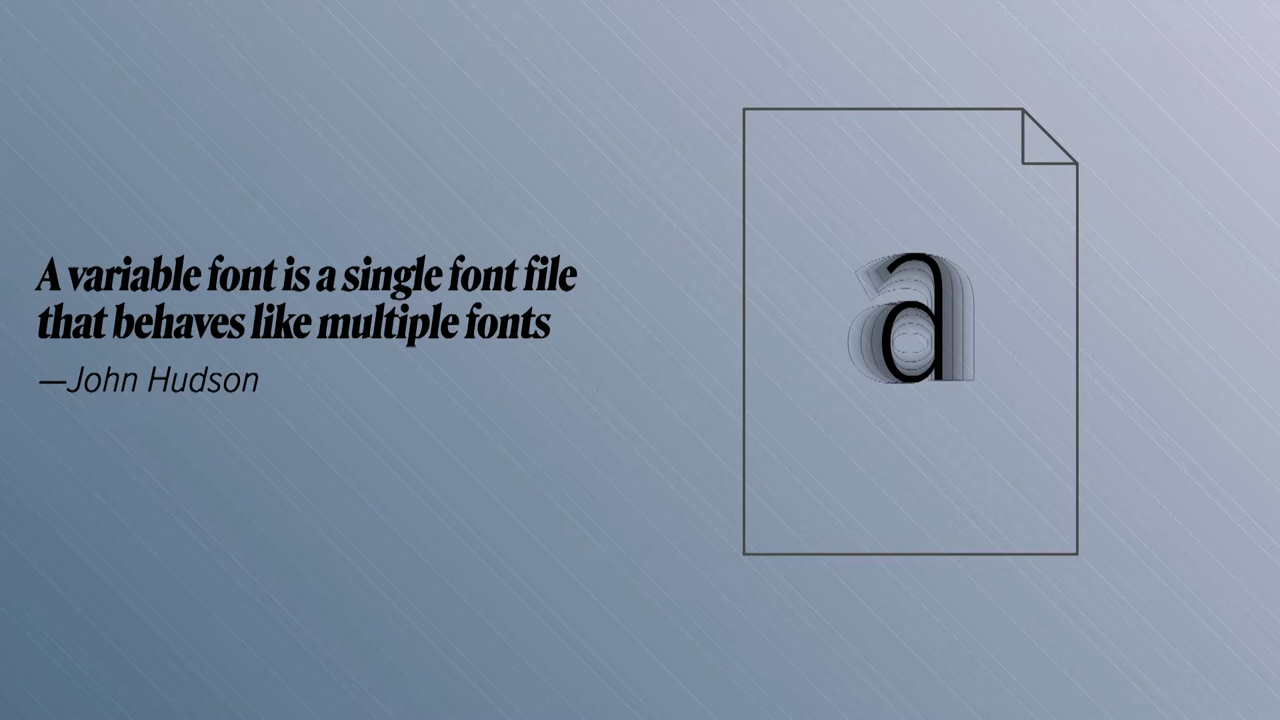 A variable font is a single font file
that behaves like multiple fonts
—John Hudson
a